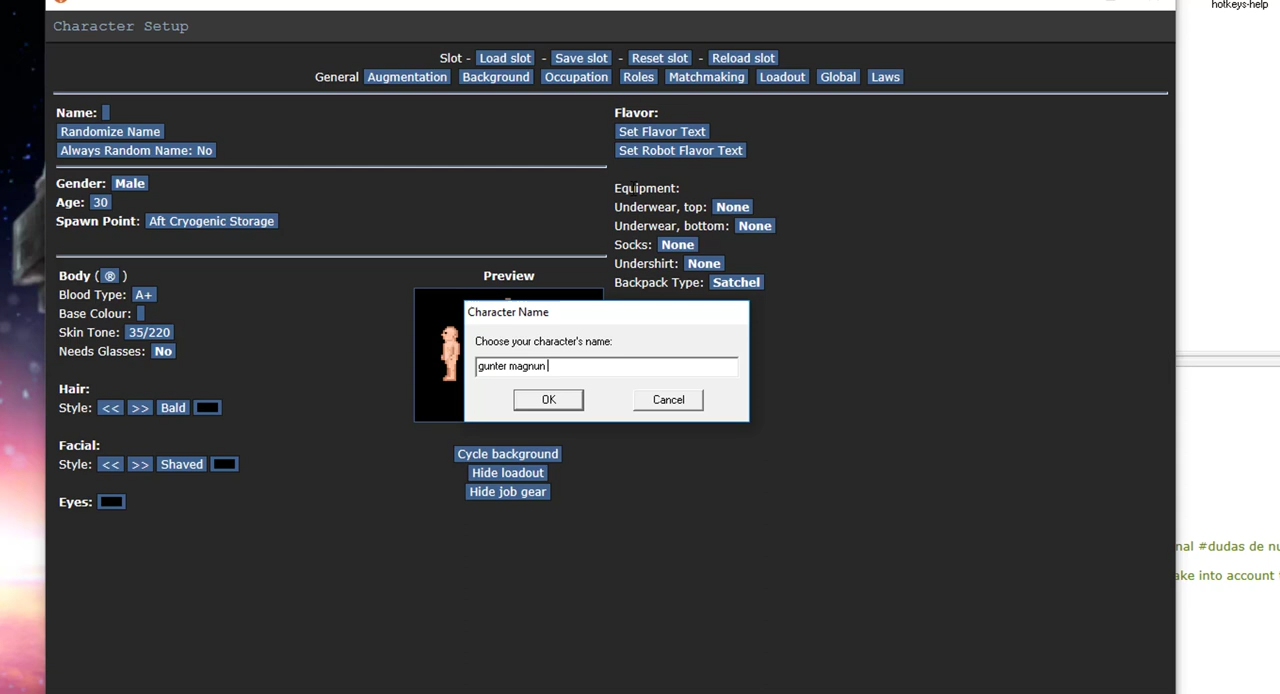 hotkeys-help
Character Setup
Slot - Load slot - Save slot - Reset slot - Reload slot
General Augmentation Background Occupation Roles Matchmaking Loadout Global Laws
Name:
Randomize Name
Always Random Name: No
Gender: Male
Age: 30
Spawn Point: Aft Cryogenic Storage
Body (® )
Blood Type: A+
Base Colour:
Skin Tone: 35/220
Needs Glasses: No
Hair:
Style: << >> Bald
Facial:
Style: << >> Shaved
Eyes:
Preview
Cycle background
Hide loadout
Hide job gear
Flavor:
Set Flavor Text
Set Robot Flavor Text
Equipment:
Underwear, top: None
Underwear, bottom: None
Socks: None
Undershirt: None
Backpack Type: Satchel
Character Name
Choose your character's name:
gunter magnun
OK Cancel
nal #dudas de nu
ake into account